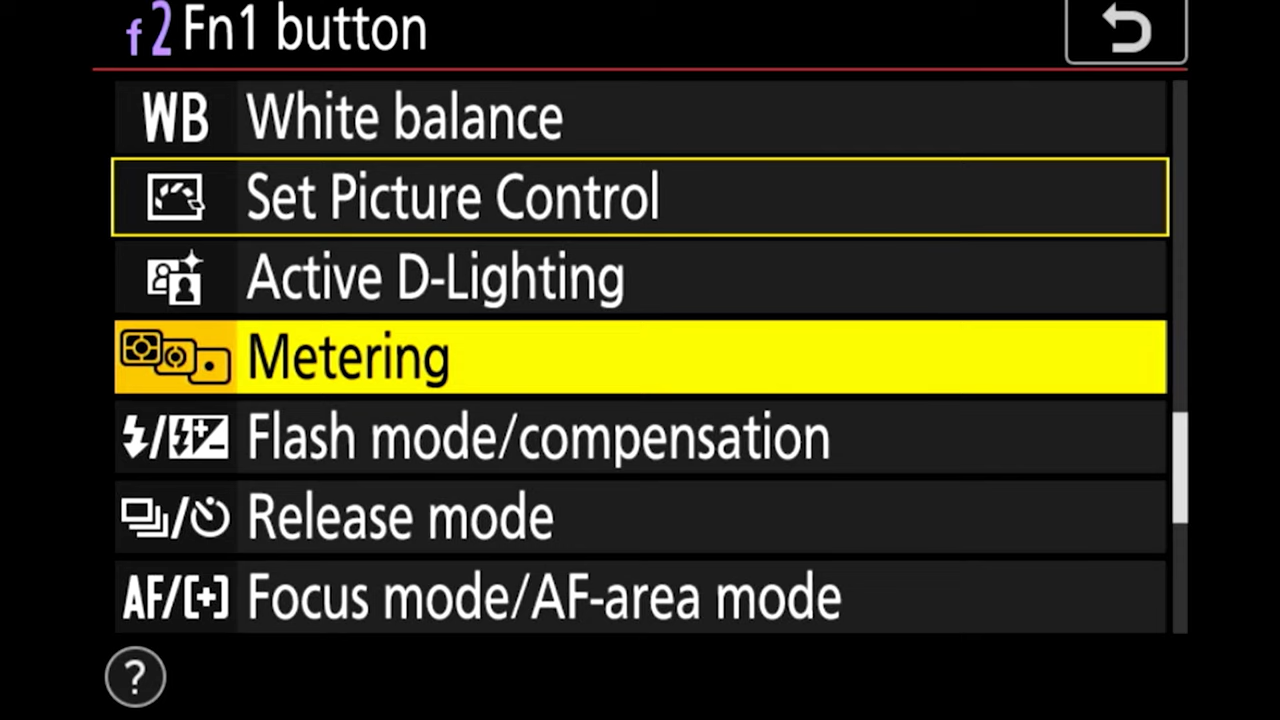 f2 Fn1 button
WB White balance
Set Picture Control
Active D-Lighting
Metering
Flash mode/compensation
Release mode
AF/[+] Focus mode/AF-area mode
?